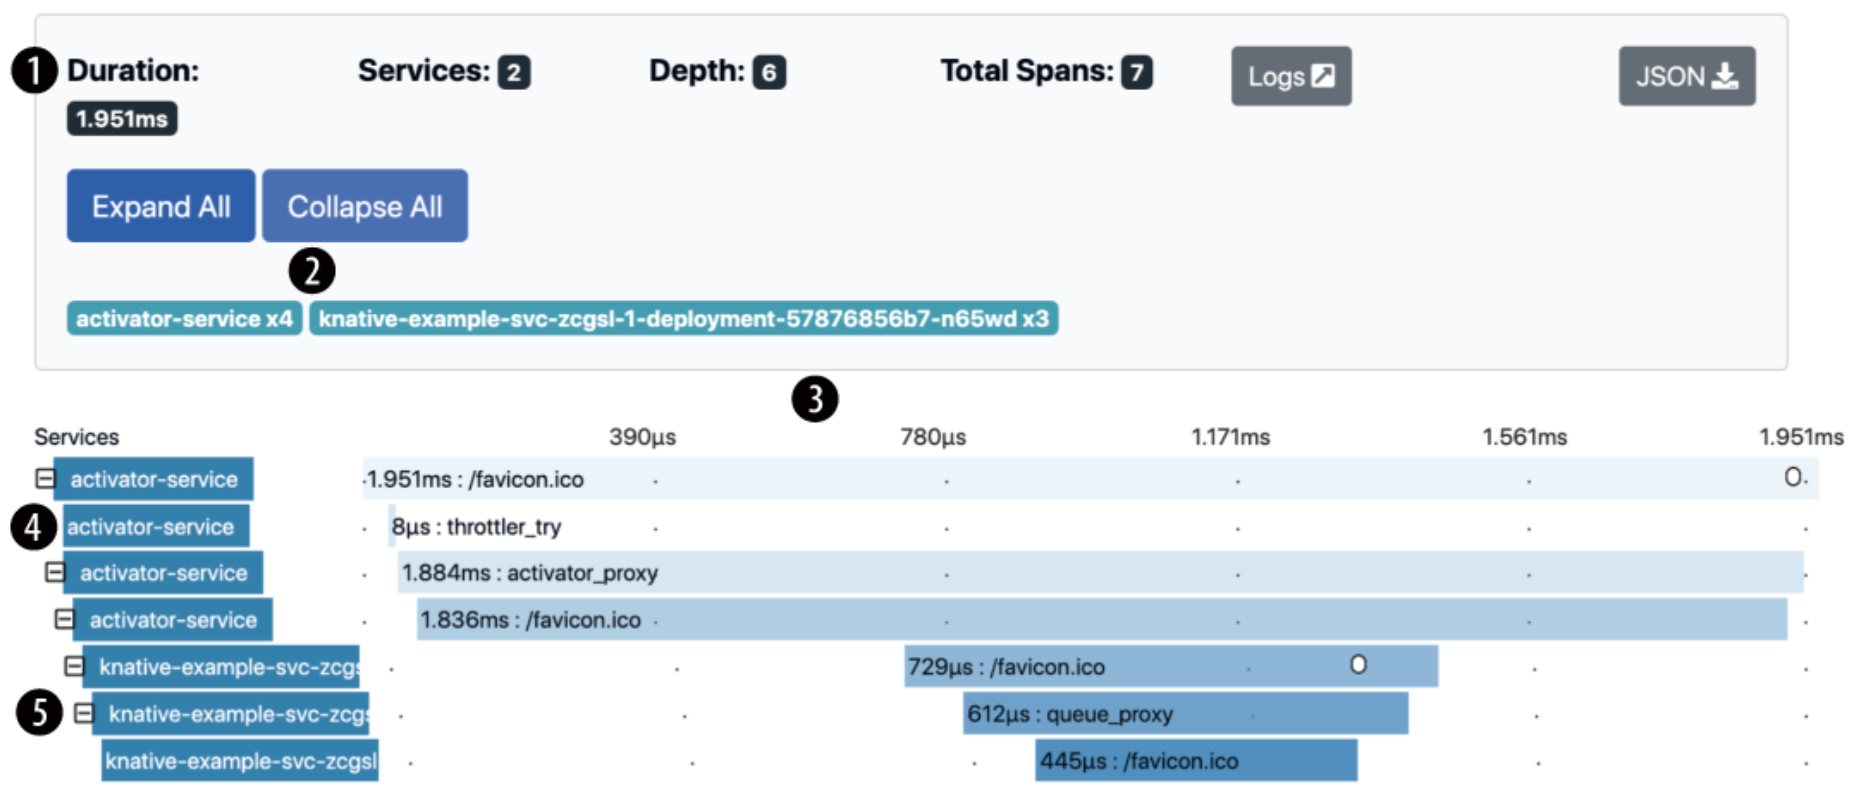 1 Duration: Services: 2 Depth: 6 Total Spans: 7 Logs JSON
1.951ms
Expand All Collapse All
2
activator-service x4 knative-example-svc-zcgsl-1-deployment-57876856b7-n65wd x3
3
Services 390μs 780μs 1.171ms 1.561ms 1.951ms
activator-service 1.951ms : /favicon.ico
4 activator-service 8μs : throttler_try
activator-service 1.884ms : activator_proxy
activator-service 1.836ms : /favicon.ico
knative-example-svc-zcgs 729μs : /favicon.ico
5 knative-example-svc-zcgs 612μs : queue_proxy
knative-example-svc-zcgsl 445μs : /favicon.ico